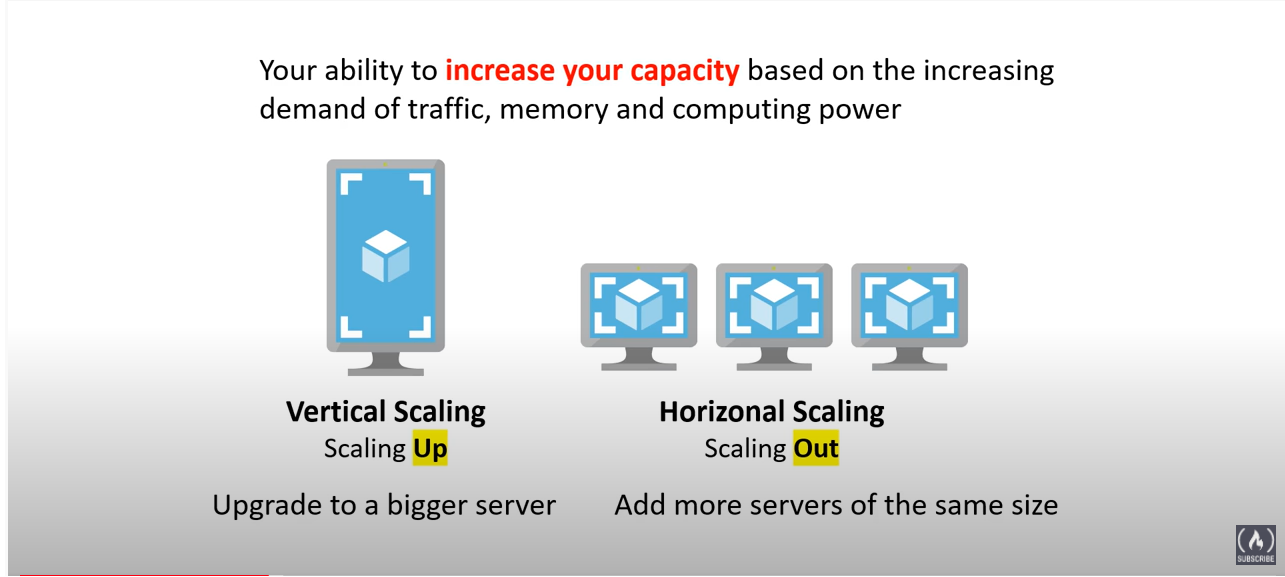 Your ability to increase your capacity based on the increasing
demand of traffic, memory and computing power
Vertical Scaling
Scaling Up
Upgrade to a bigger server
Horizonal Scaling
Scaling Out
Add more servers of the same size
SUBSCRIBE